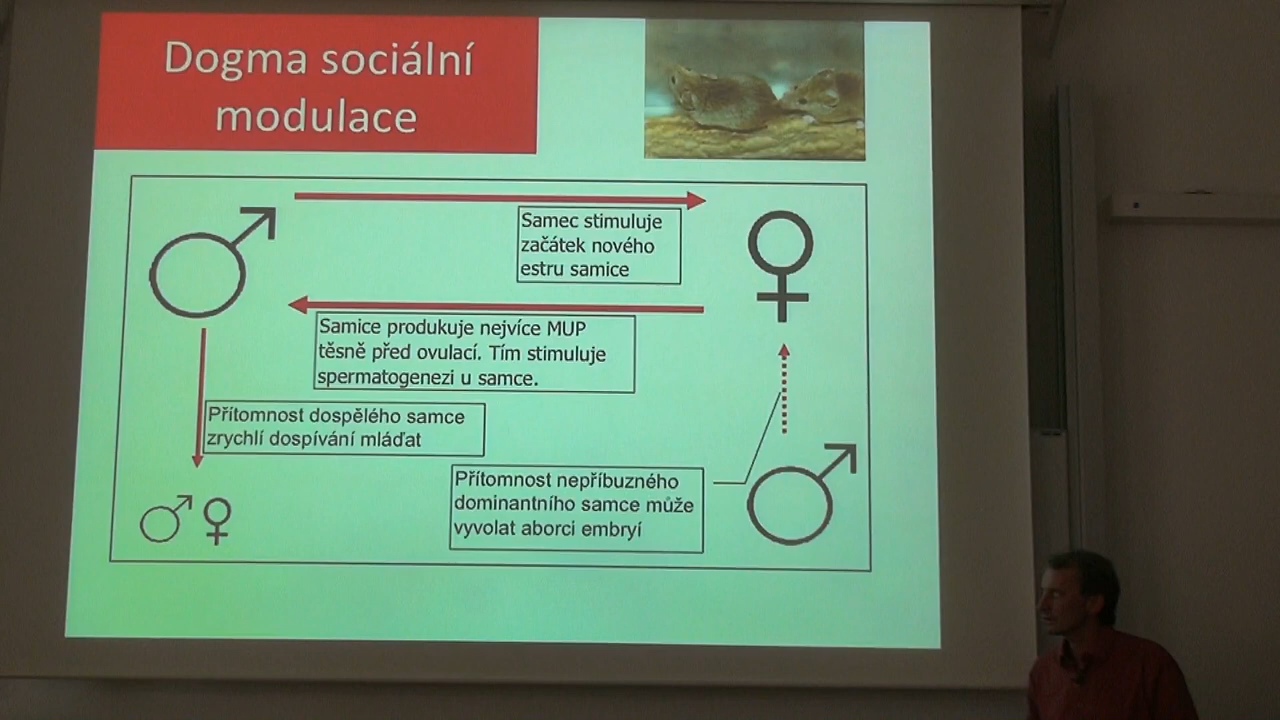 Dogma sociální
modulace
Samec stimuluje
začátek nového
estru samice
Samice produkuje nejvíce MUP
těsně před ovulací. Tím stimuluje
spermatogenezi u samce.
Přítomnost dospělého samce
zrychlí dospívání mláďat
Přítomnost nepříbuzného
dominantního samce může
vyvolat aborci embryí